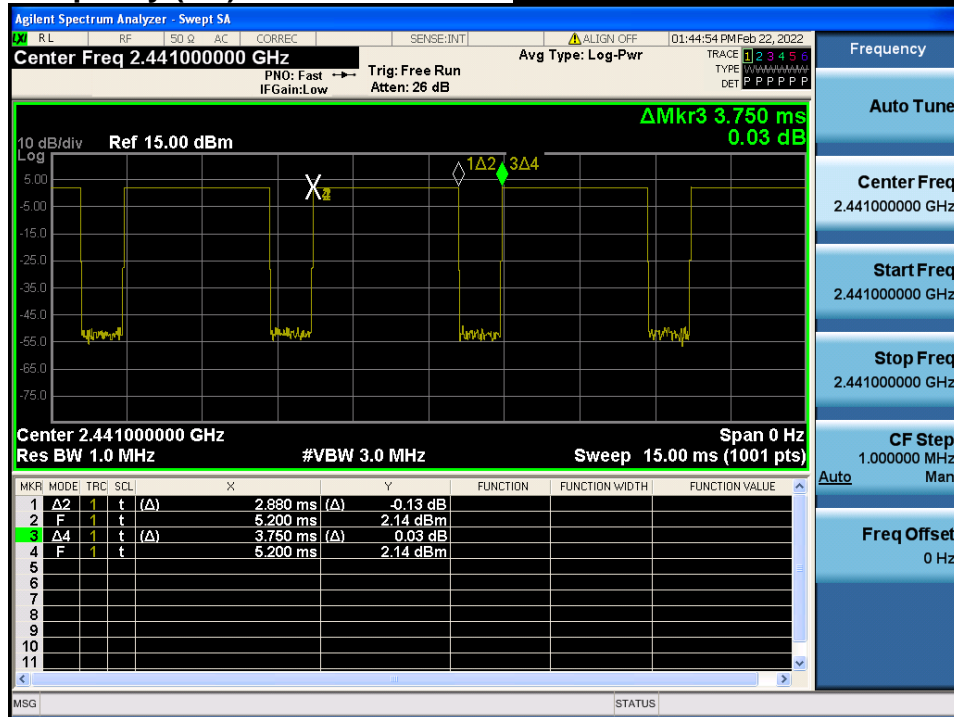 Agilent Spectrum Analyzer - Swept SA
LXI RL RF 50 Ω AC CORREC SENSE:INT ALIGN OFF 01:44:54 PM Feb 22, 2022
Center Freq 2.441000000 GHz
PNO: Fast
IFGain:Low
Trig: Free Run
Atten: 26 dB
Avg Type: Log-Pwr
TRACE 1 2 3 4 5 6
TYPE WWWWWW
DET P P P P P P
ΔMkr3 3.750 ms
0.03 dB
10 dB/div Ref 15.00 dBm
Log
1Δ2 3Δ4
5.00
-5.00
-15.0
-25.0
-35.0
-45.0
-55.0
-65.0
-75.0
Center 2.441000000 GHz Span 0 Hz
Res BW 1.0 MHz #VBW 3.0 MHz Sweep 15.00 ms (1001 pts)
MKR MODE TRC SCL X Y FUNCTION FUNCTION WIDTH FUNCTION VALUE
1 Δ2 1 t (Δ) 2.880 ms (Δ) -0.13 dB
2 F 1 t 5.200 ms 2.14 dBm
3 Δ4 1 t (Δ) 3.750 ms (Δ) 0.03 dB
4 F 1 t 5.200 ms 2.14 dBm
5
6
7
8
9
10
11
MSG STATUS
Frequency
Auto Tune
Center Freq
2.441000000 GHz
Start Freq
2.441000000 GHz
Stop Freq
2.441000000 GHz
CF Step
1.000000 MHz
Auto Man
Freq Offset
0 Hz